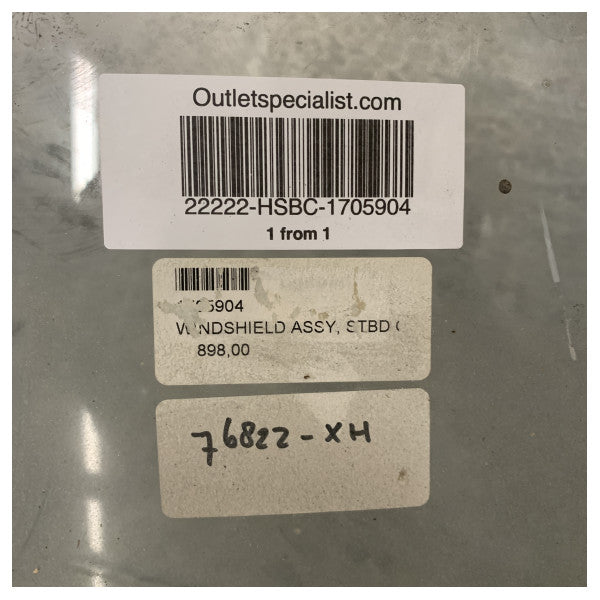 Outletspecialist.com
22222-HSBC-1705904
1 from 1
5904
WINDSHIELD ASSY, STBD
898,00
76822-XH